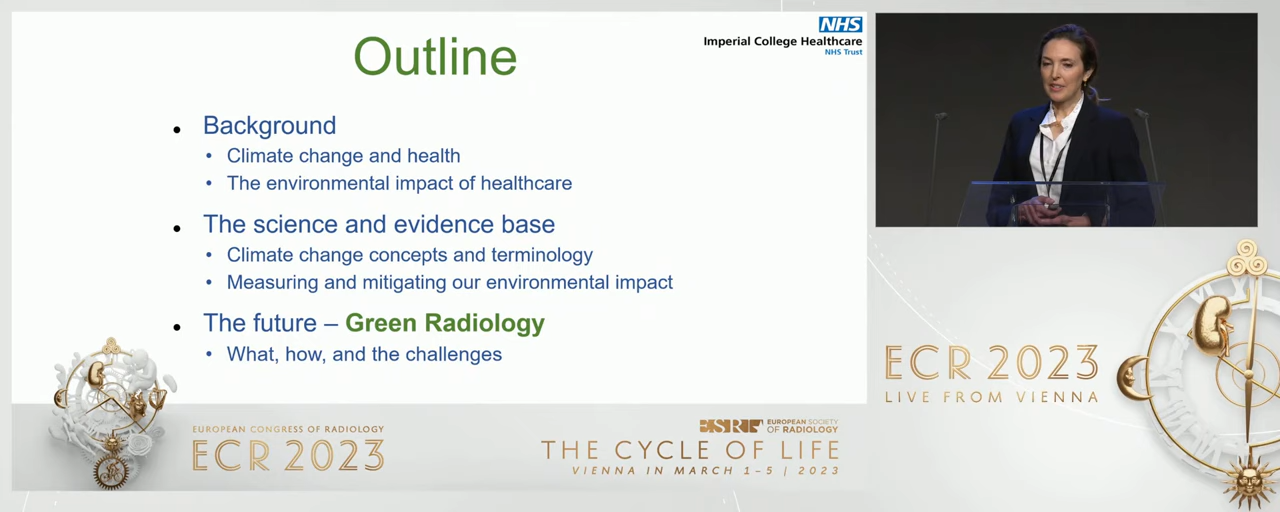 Outline
NHS
Imperial College Healthcare
NHS Trust
• Background
• Climate change and health
• The environmental impact of healthcare
• The science and evidence base
• Climate change concepts and terminology
• Measuring and mitigating our environmental impact
• The future – Green Radiology
• What, how, and the challenges
EUROPEAN CONGRESS OF RADIOLOGY
ECR 2023
EUROPEAN SOCIETY
OF RADIOLOGY
THE CYCLE OF LIFE
VIENNA IN MARCH 1–5 | 2023
ECR 2023
LIVE FROM VIENNA